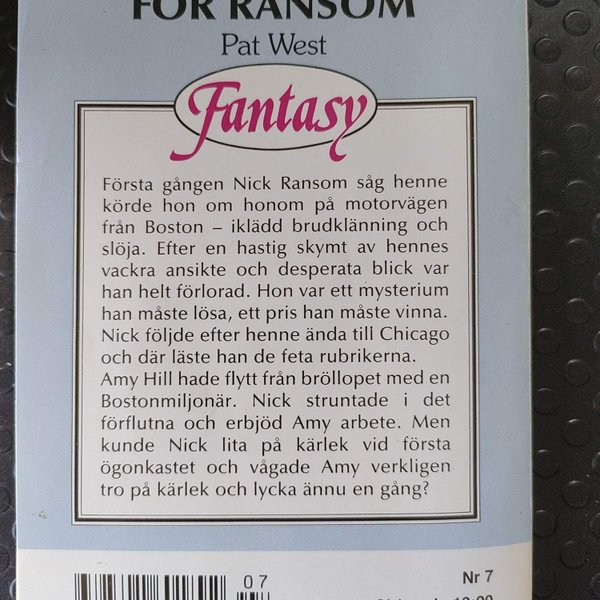 FOR RANSOM
Pat West
Fantasy
Första gången Nick Ransom såg henne
körde hon om honom på motorvägen
från Boston – iklädd brudklänning och
slöja. Efter en hastig skymt av hennes
vackra ansikte och desperata blick var
han helt förlorad. Hon var ett mysterium
han måste lösa, ett pris han måste vinna.
Nick följde efter henne ända till Chicago
och där läste han de feta rubrikerna.
Amy Hill hade flytt från bröllopet med en
Bostonmiljonär. Nick struntade i det
förflutna och erbjöd Amy arbete. Men
kunde Nick lita på kärlek vid första
ögonkastet och vågade Amy verkligen
tro på kärlek och lycka ännu en gång?
07
Nr 7